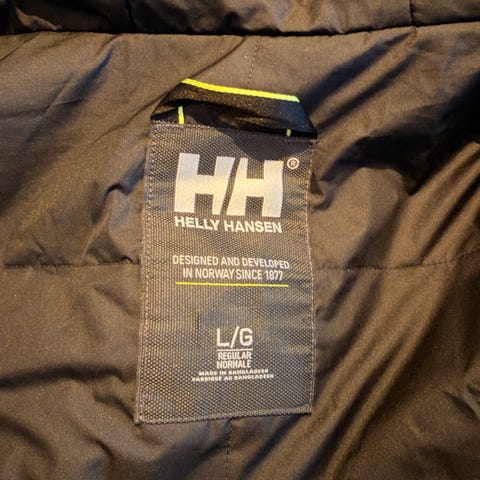 HH®
HELLY HANSEN
DESIGNED AND DEVELOPED
IN NORWAY SINCE 1877
L/G
REGULAR
NORMALE
MADE IN BANGLADESH
FABRIQUÉ AU BANGLADESH